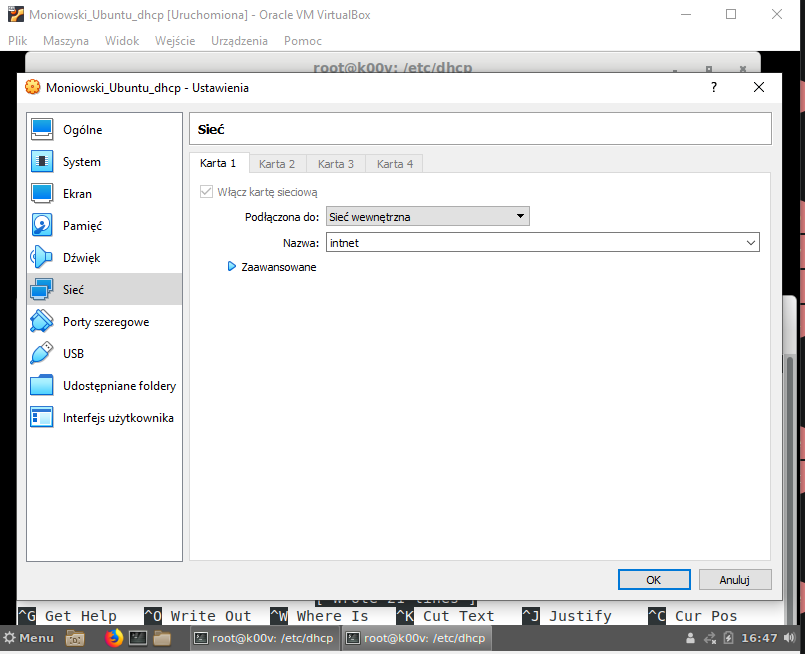 Moniowski_Ubuntu_dhcp [Uruchomiona] - Oracle VM VirtualBox
Plik Maszyna Widok Wejście Urządzenia Pomoc
root@k00v: /etc/dhcp
Moniowski_Ubuntu_dhcp - Ustawienia
Ogólne
System
Ekran
Pamięć
Dźwięk
Sieć
Porty szeregowe
USB
Udostępniane foldery
Interfejs użytkownika
Sieć
Karta 1 Karta 2 Karta 3 Karta 4
Włącz kartę sieciową
Podłączona do: Sieć wewnętrzna
Nazwa: intnet
Zaawansowane
OK Anuluj
[ Wrote 21 lines ]
^G Get Help ^O Write Out ^W Where Is ^K Cut Text ^J Justify ^C Cur Pos
Menu root@k00v: /etc/dhcp root@k00v: /etc/dhcp 16:47